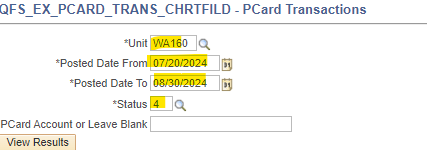 QFS_EX_PCARD_TRANS_CHRTFILD - PCard Transactions
*Unit WA160
*Posted Date From 07/20/2024
*Posted Date To 08/30/2024
*Status 4
PCard Account or Leave Blank
View Results